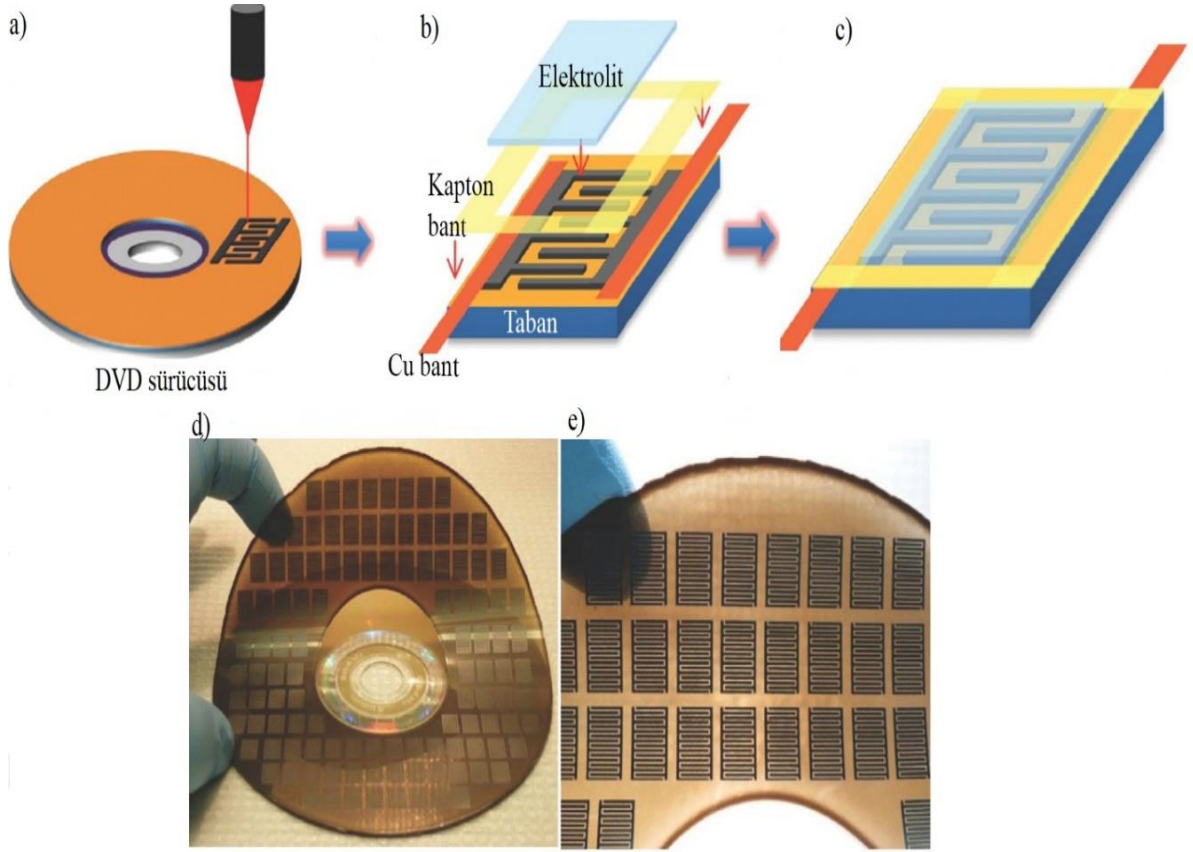 a)
b)
c)
Elektrolit
Kapton
bant
Taban
Cu bant
DVD sürücüsü
d)
e)